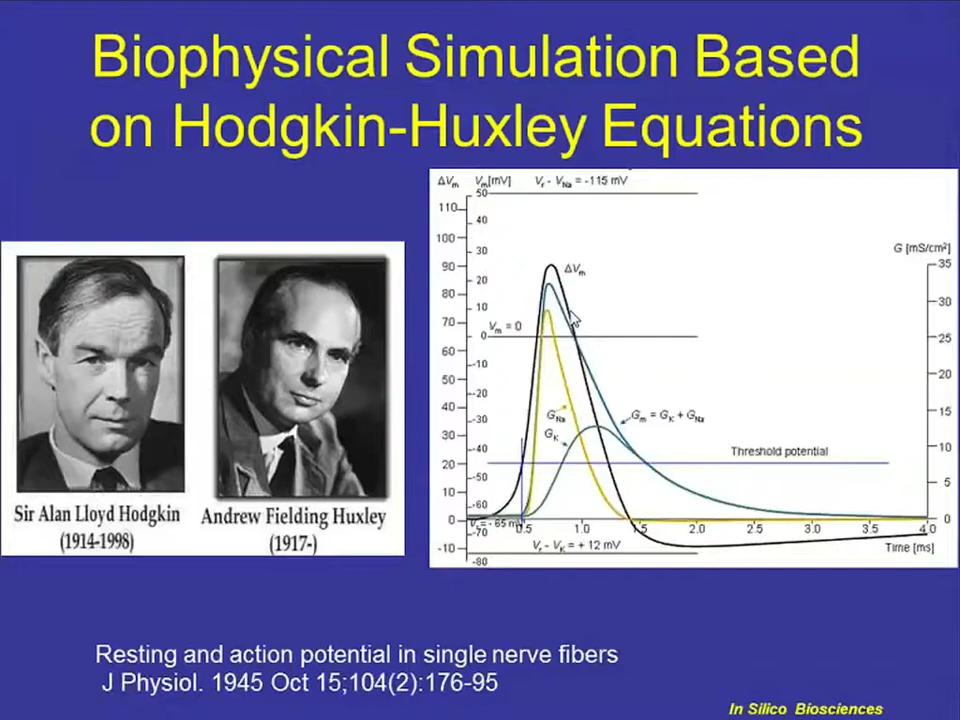 Biophysical Simulation Based
on Hodgkin-Huxley Equations
Sir Alan Lloyd Hodgkin
(1914-1998)
Andrew Fielding Huxley
(1917-)
ΔVm Vm[mV] Vr - VNa = -115 mV
50
110
40
100
30
90
20
80
10
70
0
60
-10
50
-20
40
-30
30
-40
20
10
-60
0
-70
-10
-80
ΔVm
Vm = 0
GNa
GK
Gm = GK + GNa
Threshold potential
Vr = - 65 mV
Vr - VK = + 12 mV
0.5 1.0 1.5 2.0 2.5 3.0 3.5 4.0
Time [ms]
G [mS/cm²]
35
30
25
20
15
10
5
0
Resting and action potential in single nerve fibers
J Physiol. 1945 Oct 15;104(2):176-95
In Silico Biosciences